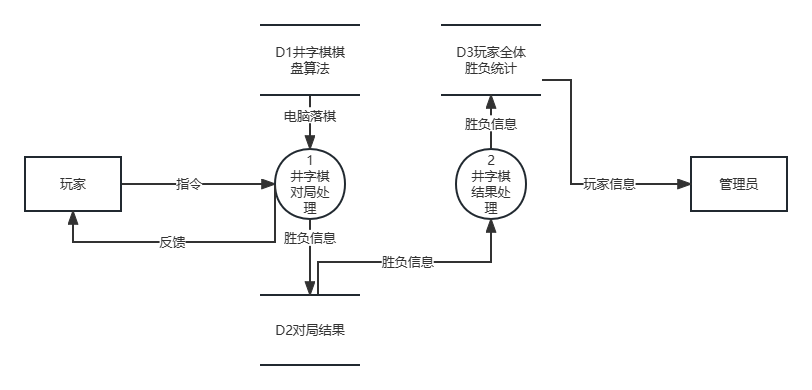 D1井字棋棋
盘算法
D3玩家全体
胜负统计
电脑落棋
胜负信息
玩家
指令
1
井字棋
对局处
理
2
井字棋
结果处
理
玩家信息
管理员
反馈
胜负信息
胜负信息
D2对局结果